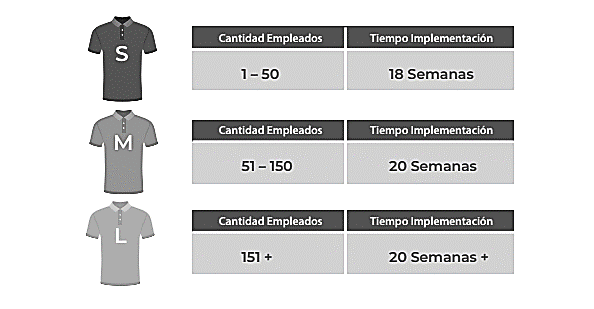 S
Cantidad Empleados Tiempo Implementación
1 – 50 18 Semanas
M
Cantidad Empleados Tiempo Implementación
51 – 150 20 Semanas
L
Cantidad Empleados Tiempo Implementación
151 + 20 Semanas +